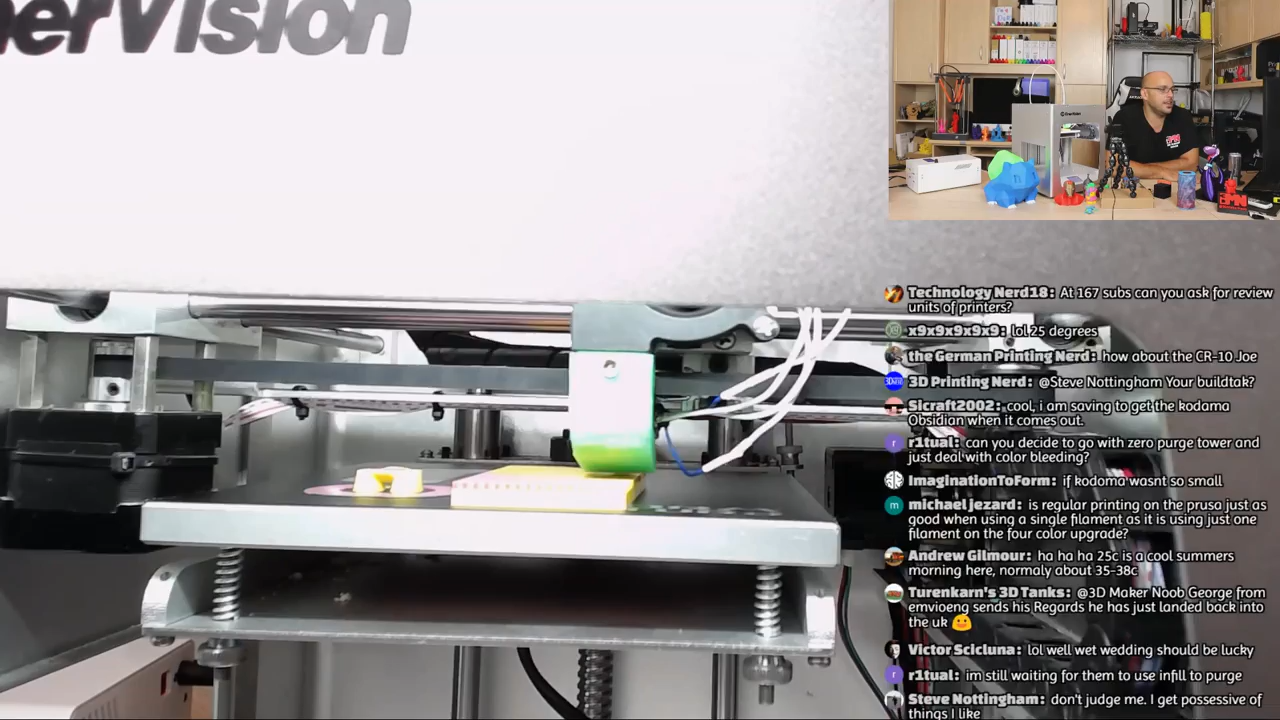 nerVision
Technology Nerd18: At 167 subs can you ask for review
units of printers?
x9x9x9x9x9: lol 25 degrees
the German Printing Nerd: how about the CR-10 Joe
3D Printing Nerd: @Steve Nottingham Your buildtak?
Sicraft2002: cool, i am saving to get the kodama
Obsidian when it comes out.
r1tual: can you decide to go with zero purge tower and
just deal with color bleeding?
ImaginationToForm: if kodoma wasnt so small
michael jezard: is regular printing on the prusa just as
good when using a single filament as it is using just one
filament on the four color upgrade?
Andrew Gilmour: ha ha ha 25c is a cool summers
morning here, normaly about 35-38c
Turenkarn's 3D Tanks: @3D Maker Noob George from
emvioeng sends his Regards he has just landed back into
the uk
Victor Scicluna: lol well wet wedding should be lucky
r1tual: im still waiting for them to use infill to purge
Steve Nottingham: don't judge me. I get possessive of
things I like